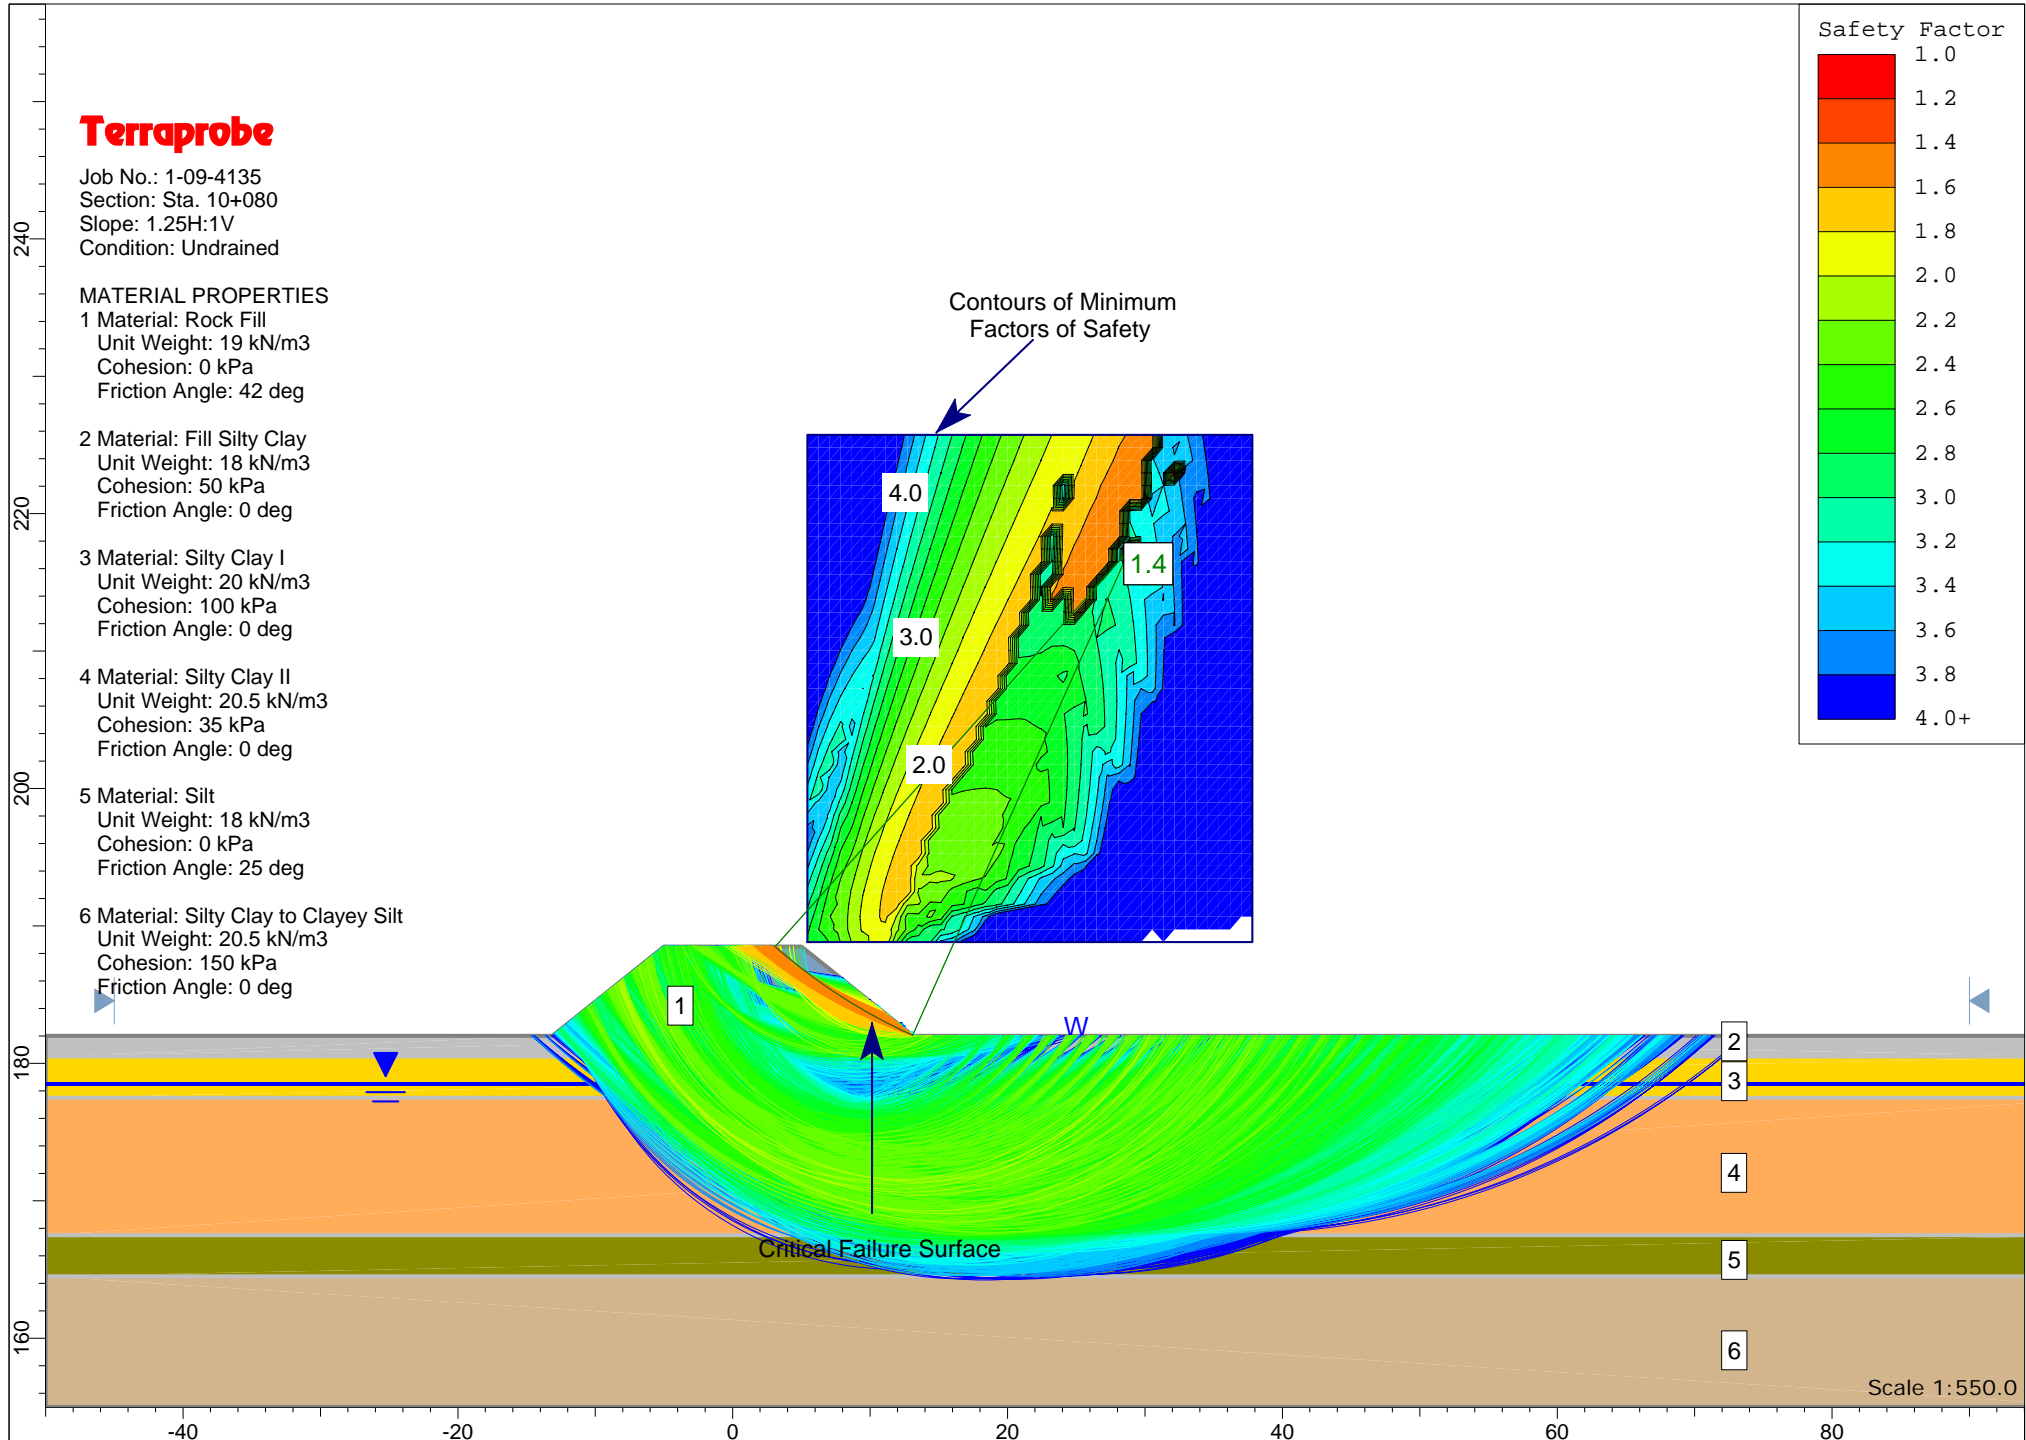 Terraprobe
Job No.: 1-09-4135
Section: Sta. 10+080
Slope: 1.25H:1V
Condition: Undrained
MATERIAL PROPERTIES
1 Material: Rock Fill
Unit Weight: 19 kN/m3
Cohesion: 0 kPa
Friction Angle: 42 deg
2 Material: Fill Silty Clay
Unit Weight: 18 kN/m3
Cohesion: 50 kPa
Friction Angle: 0 deg
3 Material: Silty Clay I
Unit Weight: 20 kN/m3
Cohesion: 100 kPa
Friction Angle: 0 deg
4 Material: Silty Clay II
Unit Weight: 20.5 kN/m3
Cohesion: 35 kPa
Friction Angle: 0 deg
5 Material: Silt
Unit Weight: 18 kN/m3
Cohesion: 0 kPa
Friction Angle: 25 deg
6 Material: Silty Clay to Clayey Silt
Unit Weight: 20.5 kN/m3
Cohesion: 150 kPa
Friction Angle: 0 deg
Contours of Minimum
Factors of Safety
4.0
1.4
3.0
2.0
Safety Factor
1.0
1.2
1.4
1.6
1.8
2.0
2.2
2.4
2.6
2.8
3.0
3.2
3.4
3.6
3.8
4.0+
1
W
2
3
4
5
6
Critical Failure Surface
Scale 1:550.0
240
220
200
180
160
-40
-20
0
20
40
60
80